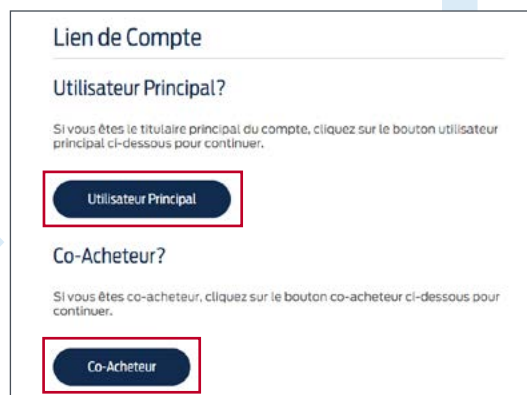 Lien de Compte
Utilisateur Principal?
Si vous êtes le titulaire principal du compte, cliquez sur le bouton utilisateur
principal ci-dessous pour continuer.
Utilisateur Principal
Co-Acheteur?
Si vous êtes co-acheteur, cliquez sur le bouton co-acheteur ci-dessous pour
continuer.
Co-Acheteur